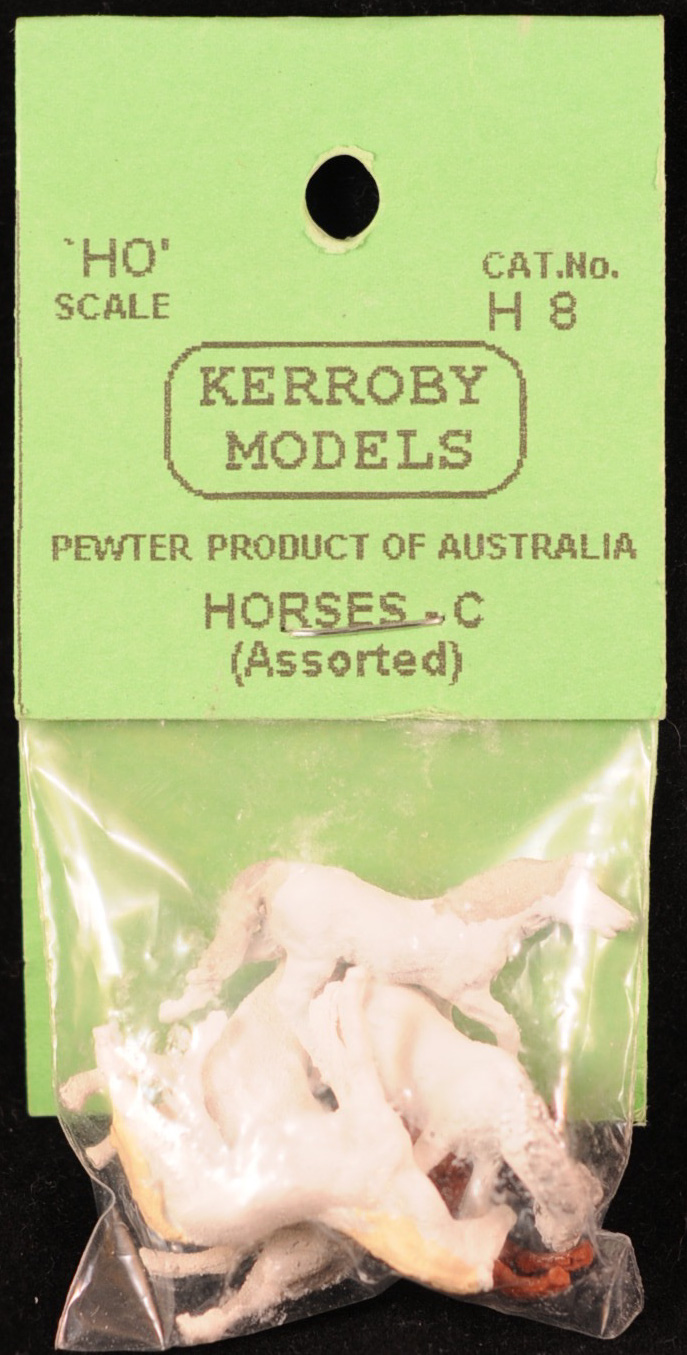 `HO'
SCALE
CAT.No.
H 8
KERROBY
MODELS
PEWTER PRODUCT OF AUSTRALIA
HORSES - C
(Assorted)